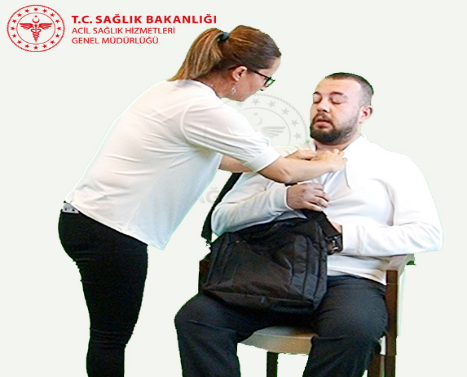 T.C. SAĞLIK BAKANLIĞI
ACİL SAĞLIK HİZMETLERİ
GENEL MÜDÜRLÜĞÜ